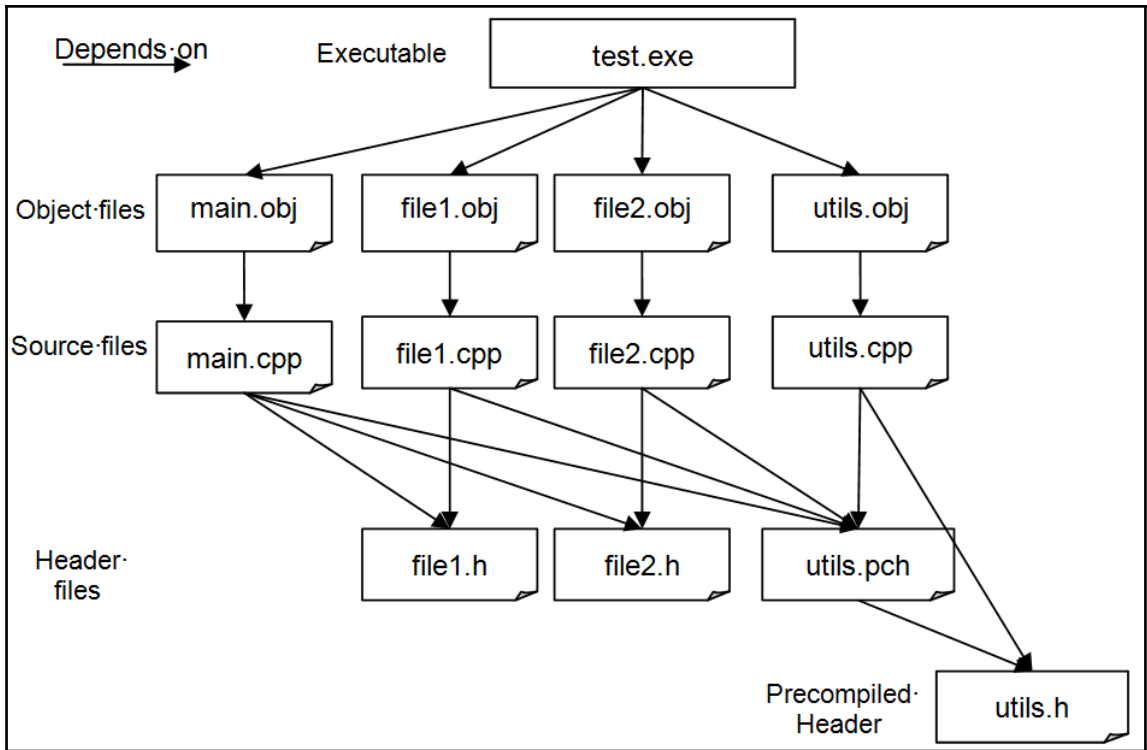 Depends·on
Executable
test.exe
Object·files
main.obj
file1.obj
file2.obj
utils.obj
Source·files
main.cpp
file1.cpp
file2.cpp
utils.cpp
Header·
files
file1.h
file2.h
utils.pch
Precompiled·
Header
utils.h